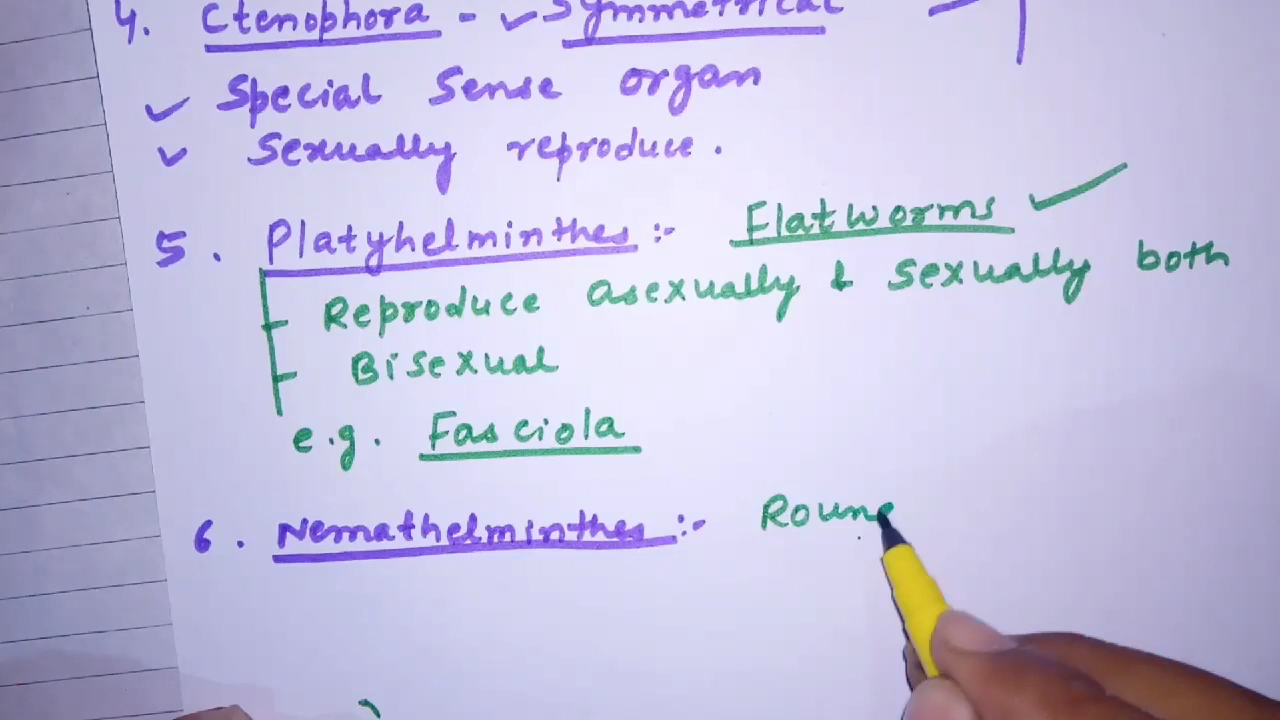 4. Ctenophora - ✓ Symmetrical
✓ Special Sense organ
✓ Sexually reproduce.
5. Platyhelminthes :- Flatworms ✓
- Reproduce asexually & Sexually both
- Bisexual
e.g. Fasciola
6. Nemathelminthes :- Roun